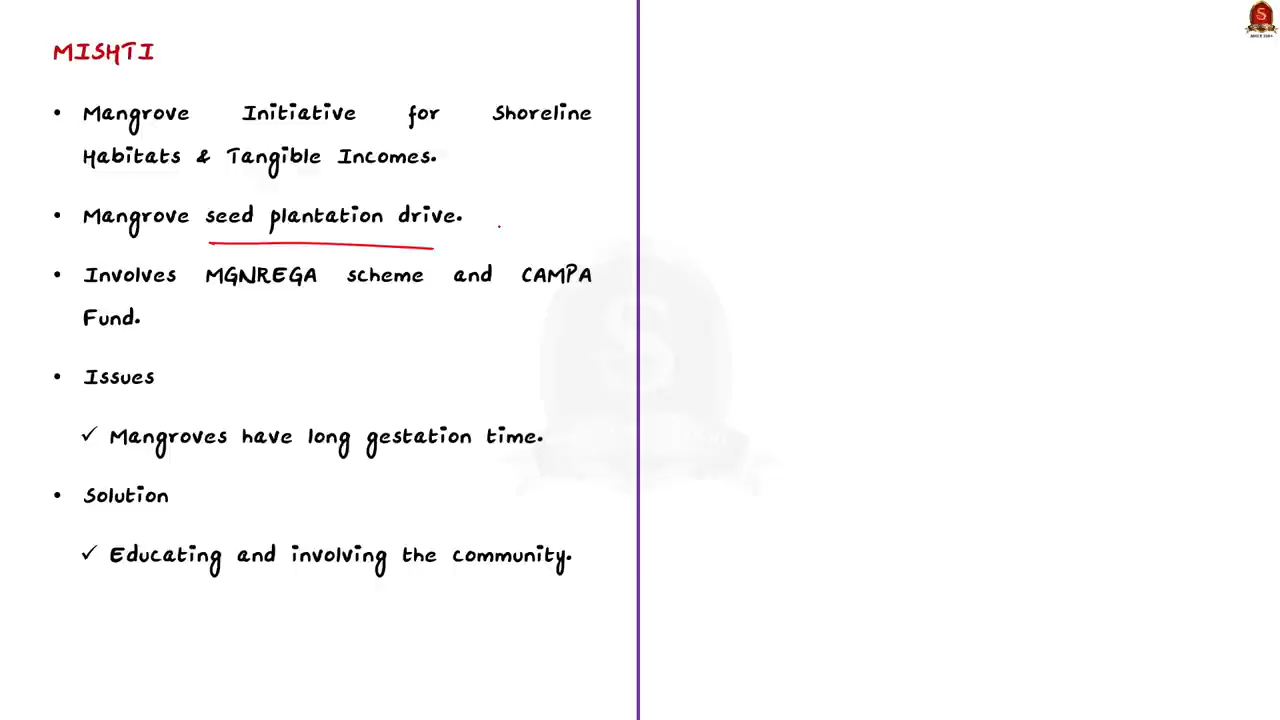 MISHTI
• Mangrove Initiative for Shoreline
Habitats & Tangible Incomes.
• Mangrove seed plantation drive.
• Involves MGNREGA scheme and CAMPA
Fund.
• Issues
✓ Mangroves have long gestation time.
• Solution
✓ Educating and involving the community.
S